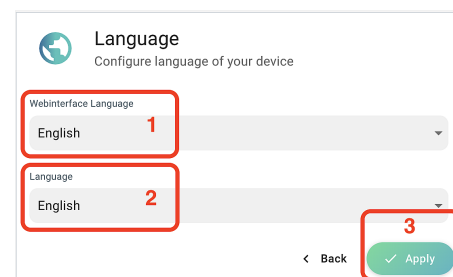 Language
Configure language of your device
Webinterface Language
English
1
Language
English
2
3
Back
Apply